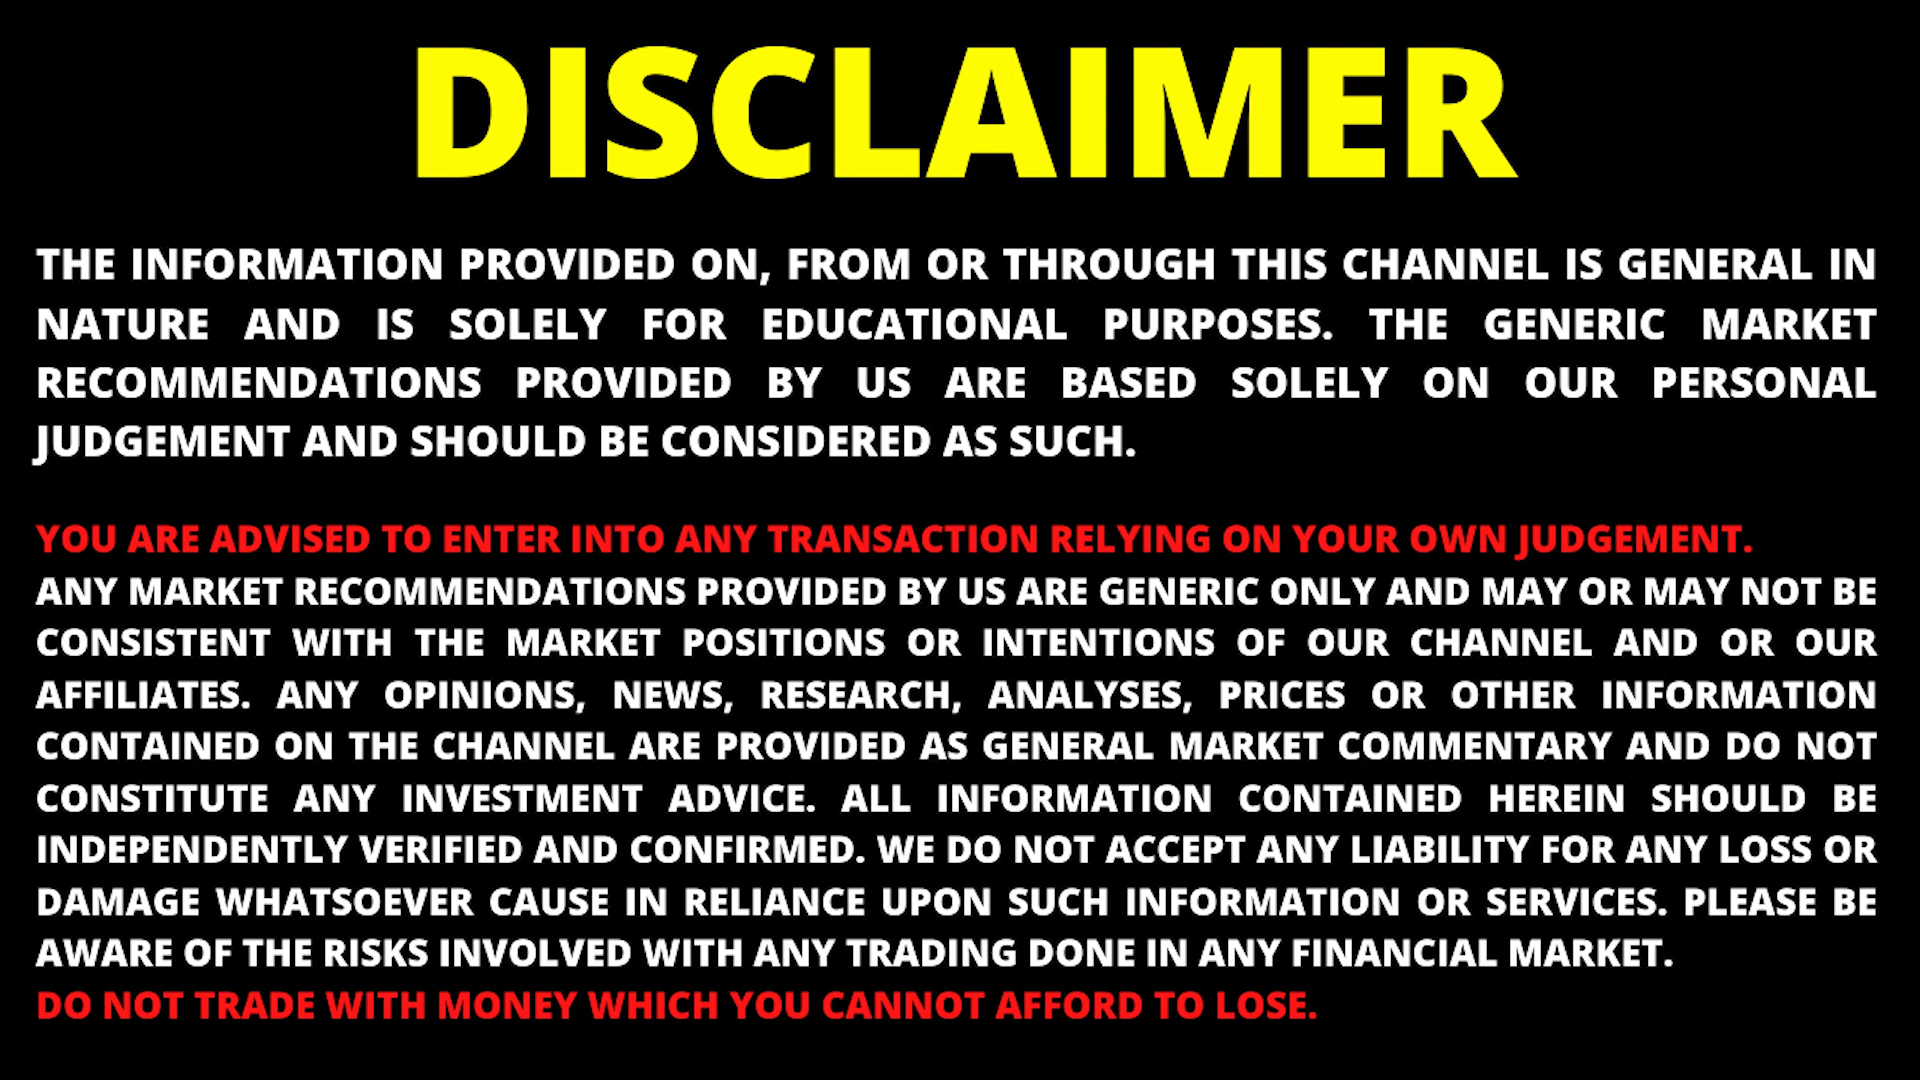 DISCLAIMER
THE INFORMATION PROVIDED ON, FROM OR THROUGH THIS CHANNEL IS GENERAL IN
NATURE AND IS SOLELY FOR EDUCATIONAL PURPOSES. THE GENERIC MARKET
RECOMMENDATIONS PROVIDED BY US ARE BASED SOLELY ON OUR PERSONAL
JUDGEMENT AND SHOULD BE CONSIDERED AS SUCH.
YOU ARE ADVISED TO ENTER INTO ANY TRANSACTION RELYING ON YOUR OWN JUDGEMENT.
ANY MARKET RECOMMENDATIONS PROVIDED BY US ARE GENERIC ONLY AND MAY OR MAY NOT BE
CONSISTENT WITH THE MARKET POSITIONS OR INTENTIONS OF OUR CHANNEL AND OR OUR
AFFILIATES. ANY OPINIONS, NEWS, RESEARCH, ANALYSES, PRICES OR OTHER INFORMATION
CONTAINED ON THE CHANNEL ARE PROVIDED AS GENERAL MARKET COMMENTARY AND DO NOT
CONSTITUTE ANY INVESTMENT ADVICE. ALL INFORMATION CONTAINED HEREIN SHOULD BE
INDEPENDENTLY VERIFIED AND CONFIRMED. WE DO NOT ACCEPT ANY LIABILITY FOR ANY LOSS OR
DAMAGE WHATSOEVER CAUSE IN RELIANCE UPON SUCH INFORMATION OR SERVICES. PLEASE BE
AWARE OF THE RISKS INVOLVED WITH ANY TRADING DONE IN ANY FINANCIAL MARKET.
DO NOT TRADE WITH MONEY WHICH YOU CANNOT AFFORD TO LOSE.